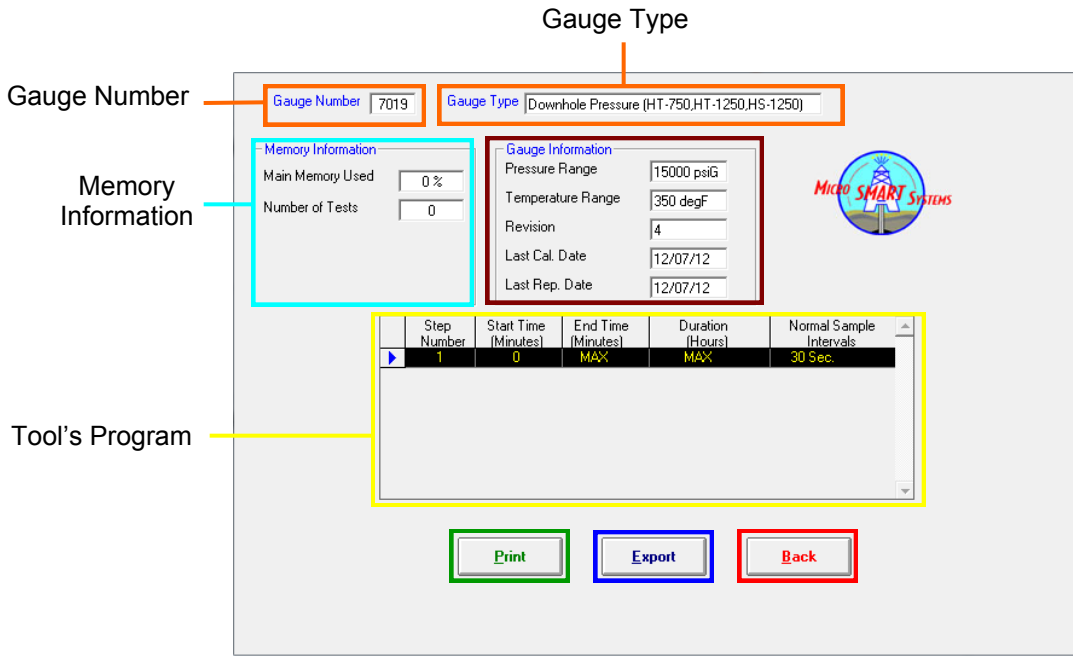 Gauge Type
Gauge Number
Gauge Number 7019 Gauge Type Downhole Pressure (HT-750,HT-1250,HS-1250)
Memory Information
Memory Information
Main Memory Used 0 %
Number of Tests 0
Gauge Information
Pressure Range 15000 psiG
Temperature Range 350 degF
Revision 4
Last Cal. Date 12/07/12
Last Rep. Date 12/07/12
MICRO SMART SYSTEMS
Step Number Start Time (Minutes) End Time (Minutes) Duration (Hours) Normal Sample Intervals
1 0 MAX MAX 30 Sec.
Tool's Program
Print Export Back